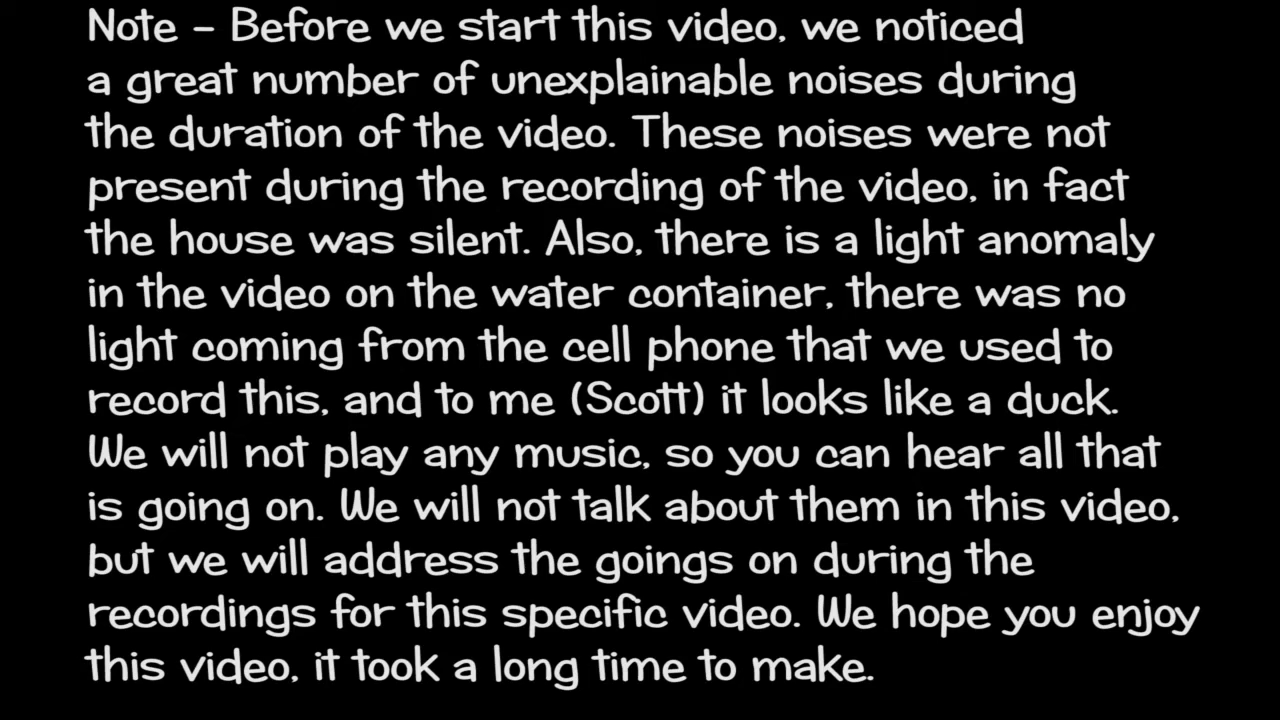 Note - Before we start this video, we noticed
a great number of unexplainable noises during
the duration of the video. These noises were not
present during the recording of the video, in fact
the house was silent. Also, there is a light anomaly
in the video on the water container, there was no
light coming from the cell phone that we used to
record this, and to me (Scott) it looks like a duck.
We will not play any music, so you can hear all that
is going on. We will not talk about them in this video,
but we will address the goings on during the
recordings for this specific video. We hope you enjoy
this video, it took a long time to make.